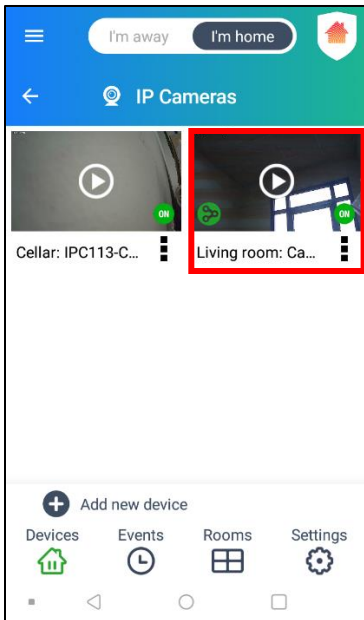 I'm away I'm home
IP Cameras
ON ON
Cellar: IPC113-C... Living room: Ca...
Add new device
Devices Events Rooms Settings